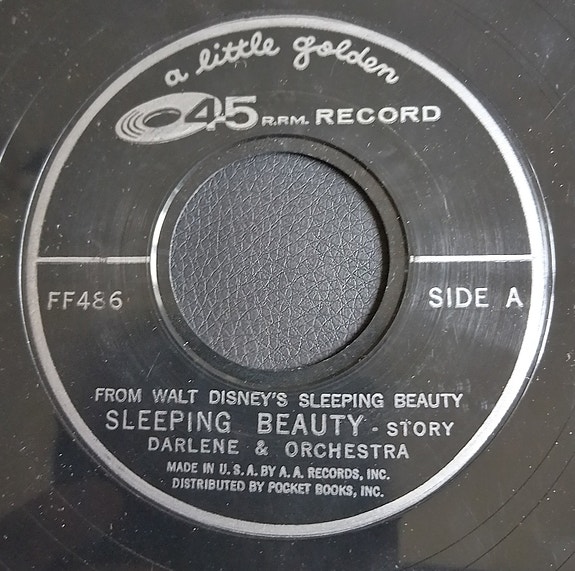 a little golden
45 R.P.M. RECORD
FF486
SIDE A
FROM WALT DISNEY'S SLEEPING BEAUTY
SLEEPING BEAUTY - STORY
DARLENE & ORCHESTRA
MADE IN U.S.A. BY A.A. RECORDS, INC.
DISTRIBUTED BY POCKET BOOKS, INC.